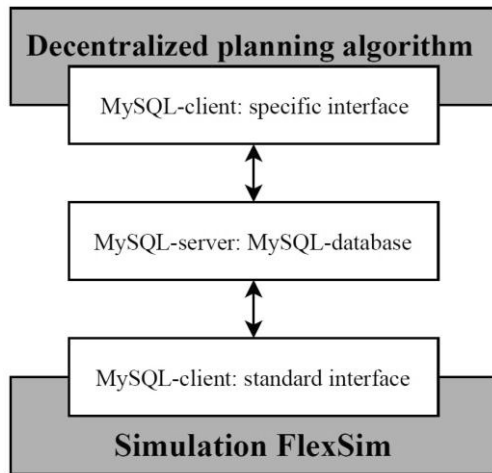 Decentralized planning algorithm
MySQL-client: specific interface
MySQL-server: MySQL-database
MySQL-client: standard interface
Simulation FlexSim